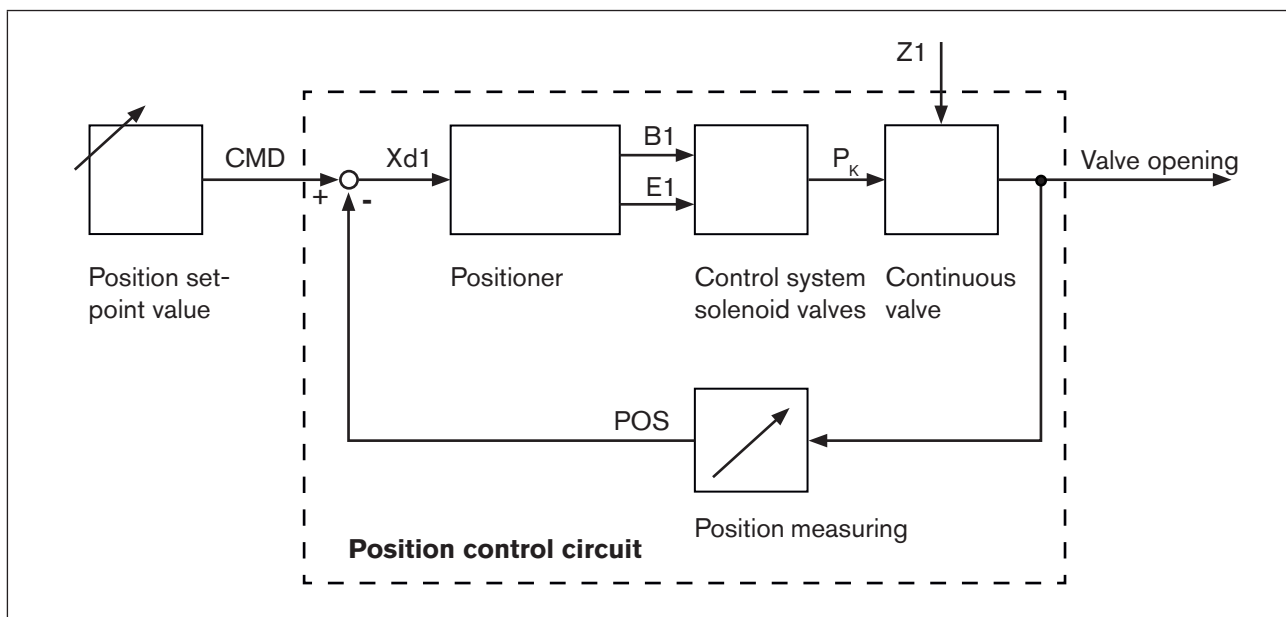 Z1
CMD
Xd1
B1
E1
PK
Valve opening
+
-
Position set-
point value
Positioner
Control system
solenoid valves
Continuous
valve
POS
Position measuring
Position control circuit